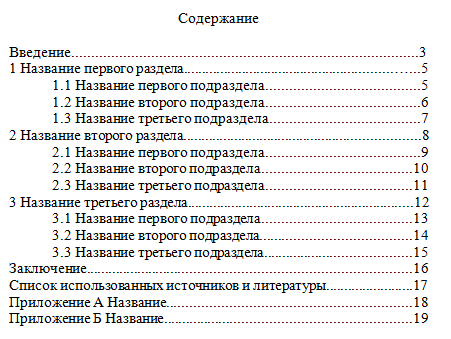 Содержание
Введение....................................................................................3
1 Название первого раздела......................................................5
1.1 Название первого подраздела.......................................5
1.2 Название второго подраздела.......................................6
1.3 Название третьего подраздела......................................7
2 Название второго раздела......................................................8
2.1 Название первого подраздела.......................................9
2.2 Название второго подраздела.......................................10
2.3 Название третьего подраздела......................................11
3 Название третьего раздела.....................................................12
3.1 Название первого подраздела.......................................13
3.2 Название второго подраздела.......................................14
3.3 Название третьего подраздела......................................15
Заключение.................................................................................16
Список использованных источников и литературы.....................17
Приложение А Название..............................................................18
Приложение Б Название..............................................................19